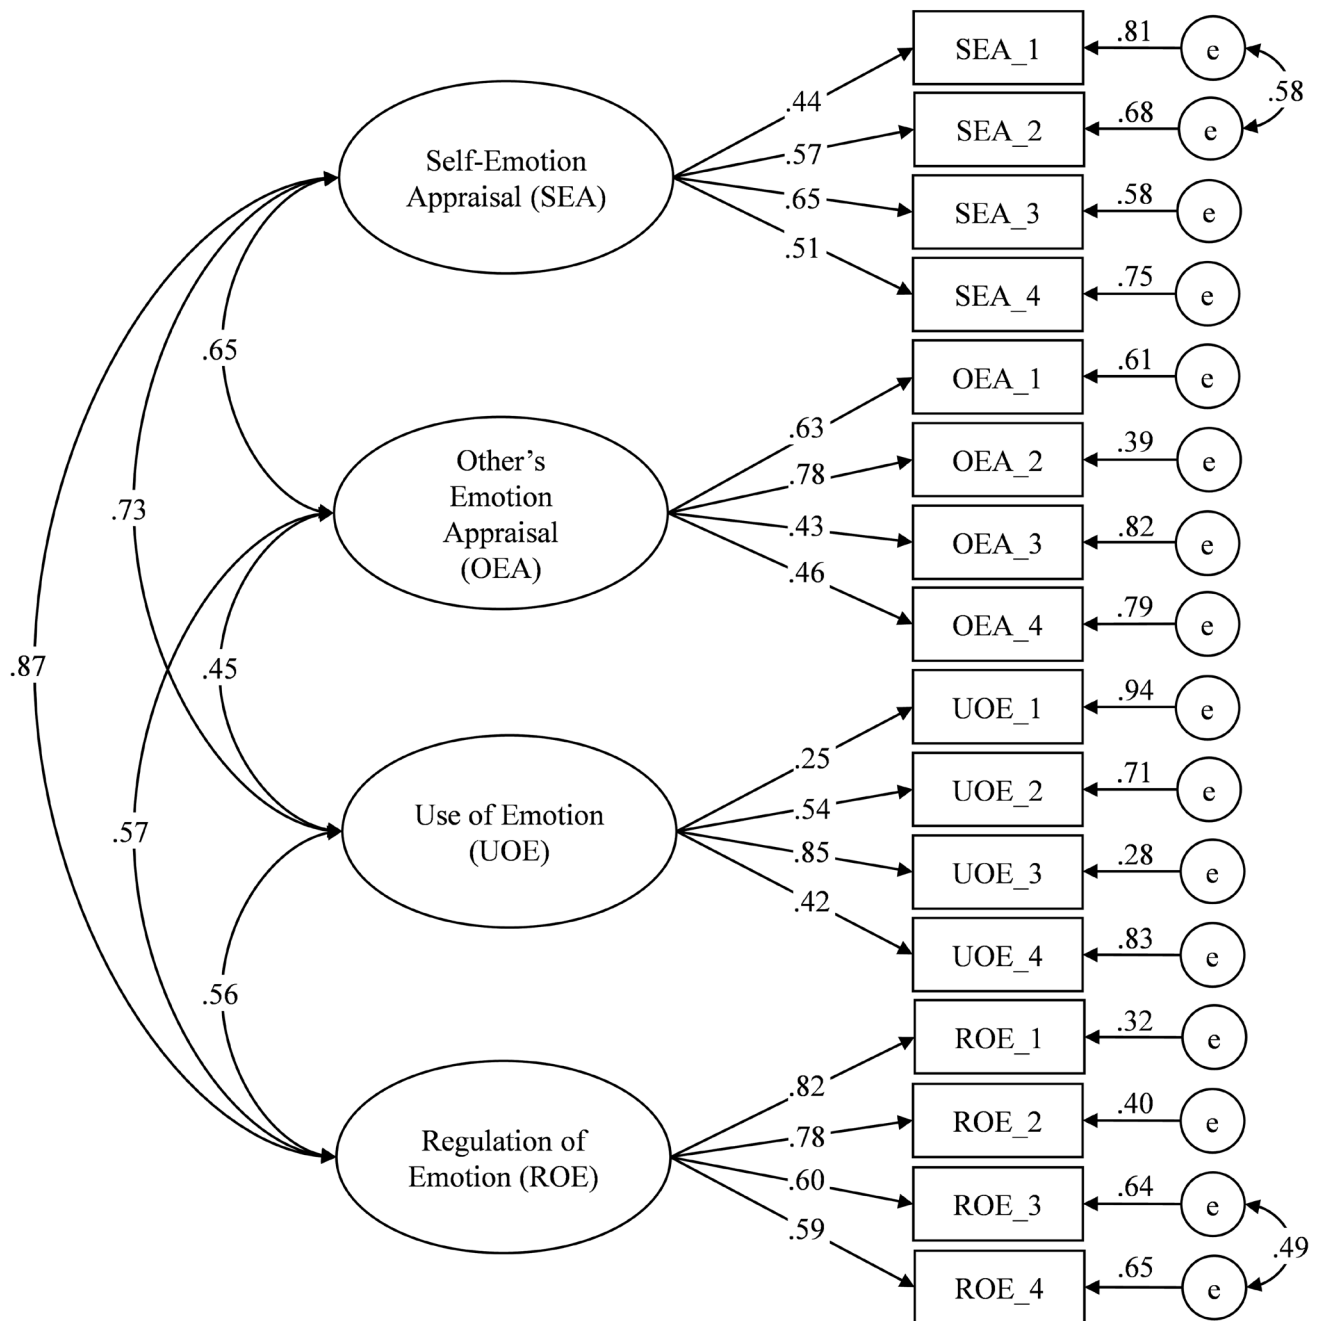 Self-Emotion
Appraisal (SEA)
Other’s
Emotion
Appraisal
(OEA)
Use of Emotion
(UOE)
Regulation of
Emotion (ROE)
.87
.73
.65
.57
.45
.56
.44
.57
.65
.51
.63
.78
.43
.46
.25
.54
.85
.42
.82
.78
.60
.59
SEA_1 .81 e
SEA_2 .68 e
.58
SEA_3 .58 e
SEA_4 .75 e
OEA_1 .61 e
OEA_2 .39 e
OEA_3 .82 e
OEA_4 .79 e
UOE_1 .94 e
UOE_2 .71 e
UOE_3 .28 e
UOE_4 .83 e
ROE_1 .32 e
ROE_2 .40 e
ROE_3 .64 e
ROE_4 .65 e
.49